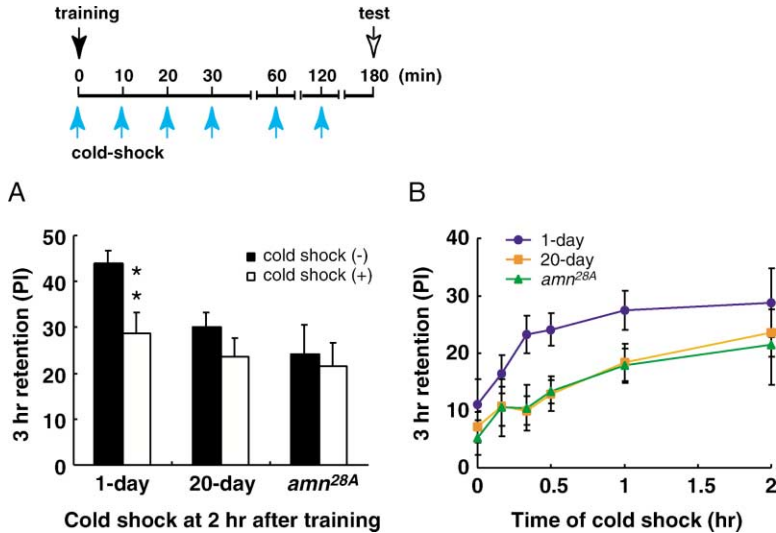 training test
0 10 20 30 60 120 180 (min)
cold-shock
A
50
40
30
20
10
0
3 hr retention (PI)
cold shock (-)
cold shock (+)
* *
1-day 20-day amn28A
Cold shock at 2 hr after training
B
40
30
20
10
0
3 hr retention (PI)
1-day
20-day
amn28A
0 0.5 1 2
Time of cold shock (hr)